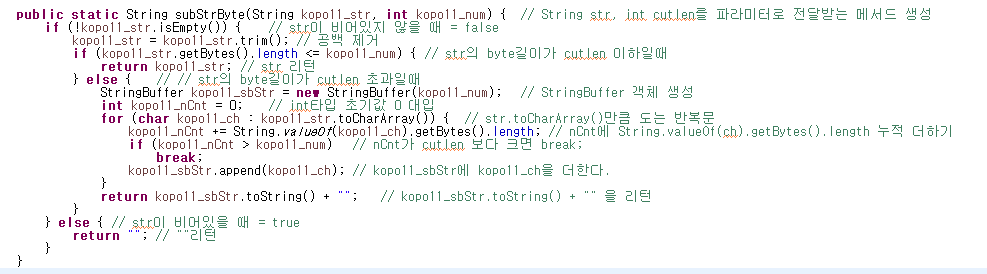 public static String subStrByte(String kopo11_str, int kopo11_num) {  // String str, int cutlen를 파라미터로 전달받는 메서드 생성
    if (!kopo11_str.isEmpty()) {    // str이 비어있지 않을 때 = false
        kopo11_str = kopo11_str.trim(); // 공백 제거
        if (kopo11_str.getBytes().length <= kopo11_num) { // str의 byte길이가 cutlen 이하일때
            return kopo11_str; // str 리턴
        } else {   // // str의 byte길이가 cutlen 초과일때
            StringBuffer kopo11_sbStr = new StringBuffer(kopo11_num);   // StringBuffer 객체 생성
            int kopo11_nCnt = 0;   // int타입 초기값 0 대입
            for (char kopo11_ch : kopo11_str.toCharArray()) {  // str.toCharArray()만큼 도는 반복문
                kopo11_nCnt += String.valueOf(kopo11_ch).getBytes().length; // nCnt에 String.valueOf(ch).getBytes().length 누적 더하기
                if (kopo11_nCnt > kopo11_num)   // nCnt가 cutlen 보다 크면 break;
                    break;
                kopo11_sbStr.append(kopo11_ch); // kopo11_sbStr에 kopo11_ch을 더한다.
            }
            return kopo11_sbStr.toString() + "";   // kopo11_sbStr.toString() + "" 을 리턴
        }
    } else { // str이 비어있을 때 = true
        return ""; // ""리턴
    }
}